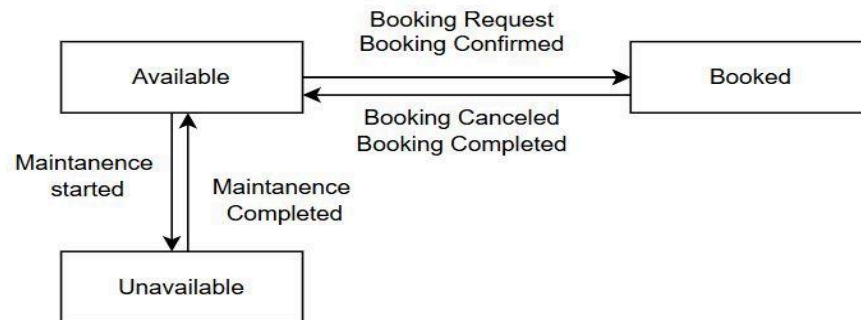 Booking Request
Booking Confirmed
Available
Booked
Booking Canceled
Booking Completed
Maintanence
started
Maintanence
Completed
Unavailable